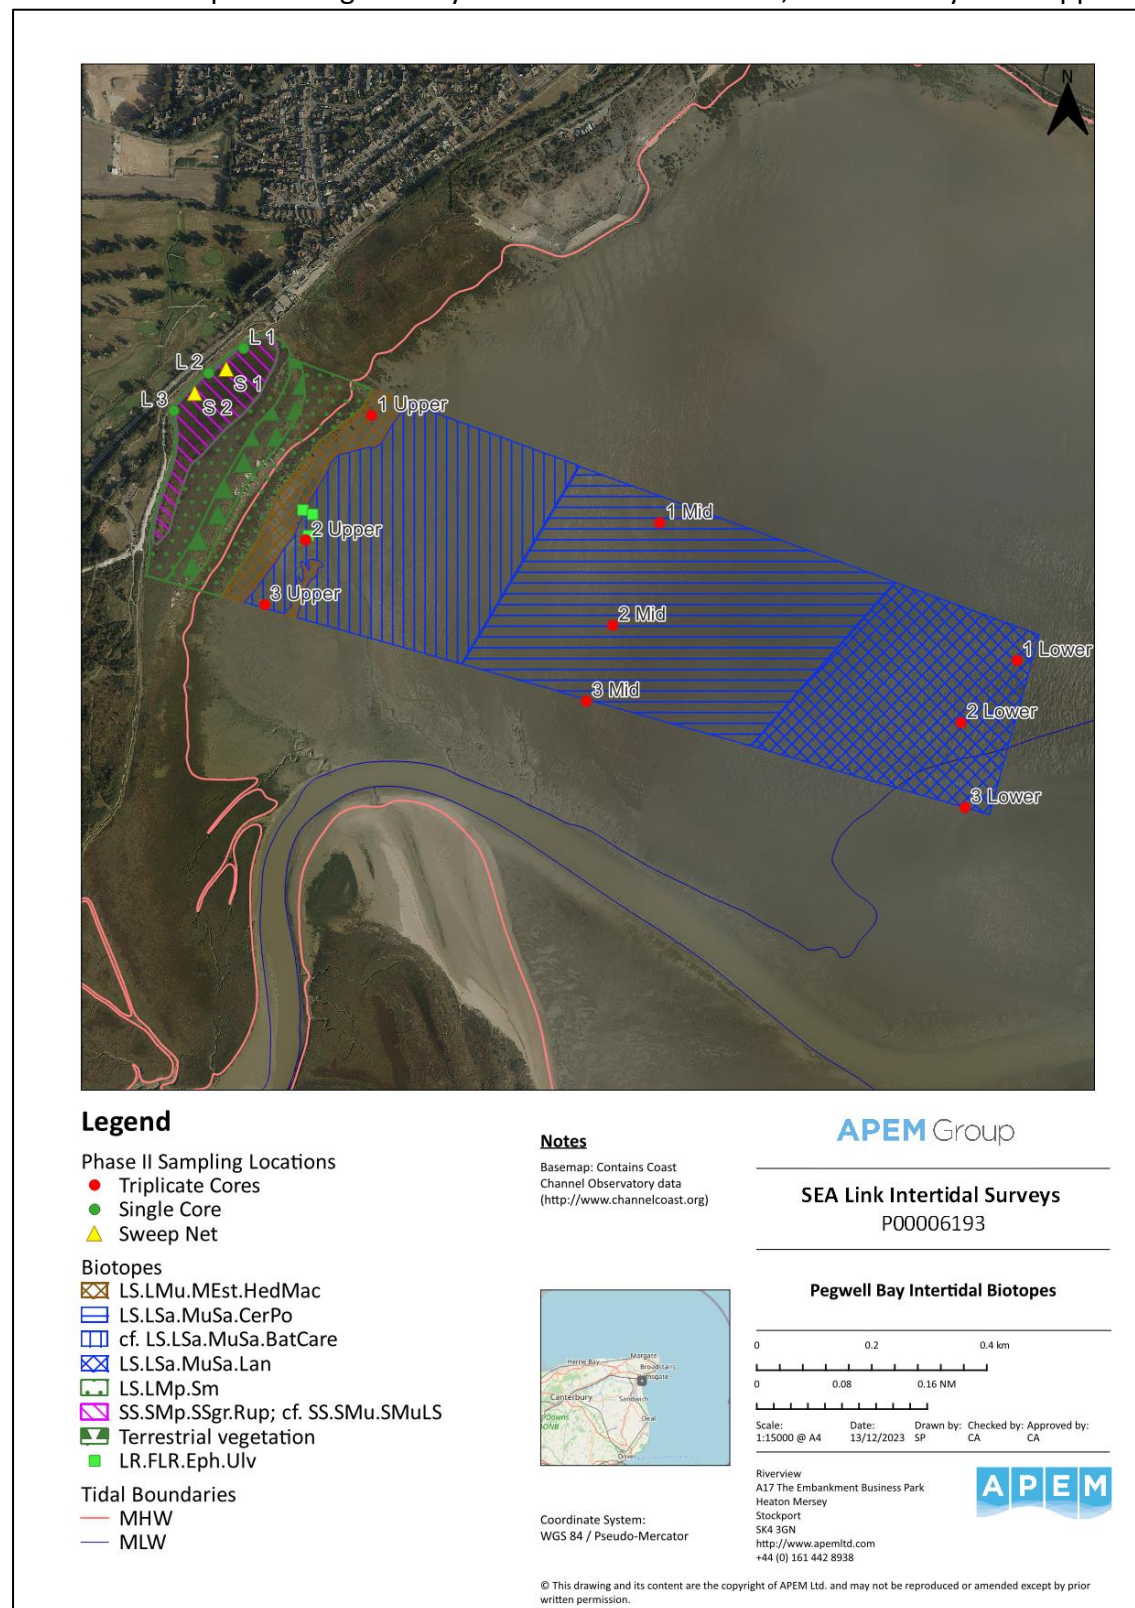 N
L 1
L 2
S 1
L 3
S 2
1 Upper
2 Upper
3 Upper
1 Mid
2 Mid
3 Mid
1 Lower
2 Lower
3 Lower
Legend
Phase II Sampling Locations
Triplicate Cores
Single Core
Sweep Net
Biotopes
LS.LMu.MEst.HedMac
LS.LSa.MuSa.CerPo
cf. LS.LSa.MuSa.BatCare
LS.LSa.MuSa.Lan
LS.LMp.Sm
SS.SMp.SSgr.Rup; cf. SS.SMu.SMuLS
Terrestrial vegetation
LR.FLR.Eph.Ulv
Tidal Boundaries
MHW
MLW
Notes
Basemap: Contains Coast
Channel Observatory data
(http://www.channelcoast.org)
Herne Bay
Margate
Broadstairs
Canterbury
Sandwich
Deal
Dover
Coordinate System:
WGS 84 / Pseudo-Mercator
APEM Group
SEA Link Intertidal Surveys
P00006193
Pegwell Bay Intertidal Biotopes
0 0.2 0.4 km
0 0.08 0.16 NM
Scale: Date: Drawn by: Checked by: Approved by:
1:15000 @ A4 13/12/2023 SP CA CA
Riverview
A17 The Embankment Business Park
Heaton Mersey
Stockport
SK4 3GN
http://www.apemltd.com
+44 (0) 161 442 8938
APEM
© This drawing and its content are the copyright of APEM Ltd. and may not be reproduced or amended except by prior
written permission.